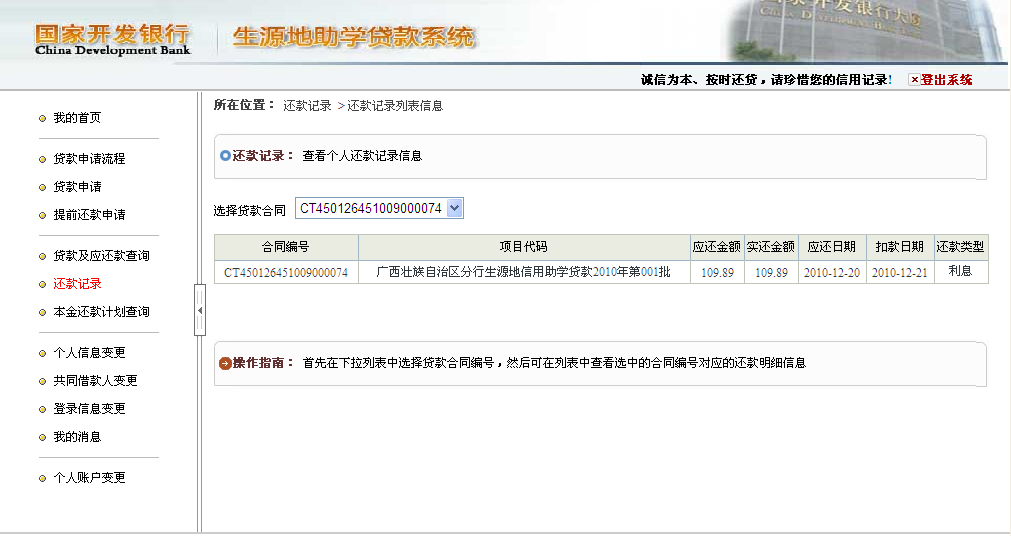 国家开发银行
China Development Bank
生源地助学贷款系统
诚信为本、按时还贷，请珍惜您的信用记录! 登出系统
我的首页
贷款申请流程
贷款申请
提前还款申请
贷款及应还款查询
还款记录
本金还款计划查询
个人信息变更
共同借款人变更
登录信息变更
我的消息
个人账户变更
所在位置： 还款记录 >还款记录列表信息
还款记录： 查看个人还款记录信息
选择贷款合同 CT450126451009000074
合同编号 项目代码 应还金额 实还金额 应还日期 扣款日期 还款类型
CT450126451009000074 广西壮族自治区分行生源地信用助学贷款2010年第001批 109.89 109.89 2010-12-20 2010-12-21 利息
操作指南： 首先在下拉列表中选择贷款合同编号，然后可在列表中查看选中的合同编号对应的还款明细信息